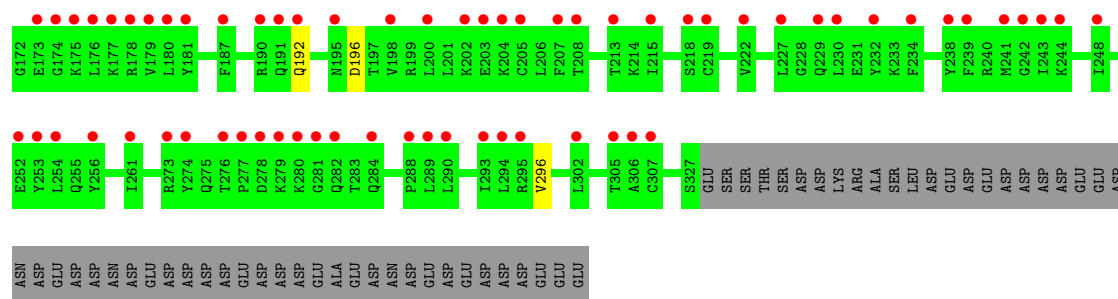 G172 E173 G174 K175 L176 K177 R178 V179 L180 Y181 F187 R190 Q191 Q192 N195 D196 T197 V198 R199 L200 L201 K202 E203 K204 C205 L206 F207 T208 T213 K214 I215 S218 C219 V222 L227 G228 Q229 L230 E231 Y232 K233 F234 Y238 F239 R240 M241 G242 I243 K244 I248
E252 Y253 L254 Q255 Y256 I261 R273 Y274 Q275 T276 P277 D278 K279 K280 G281 Q282 T283 Q284 P288 L289 L290 I293 L294 R295 V296 L302 T305 A306 C307 S327 GLU SER SER THR SER ASP ASP LYS ARG ALA SER LEU ASP GLU ASP GLU ASP ASP ASP ASP GLU GLU ASP
ASN ASP GLU ASP ASP ASN ASP GLU ASP ASP ASP ASP GLU ASP ASP ASP GLU ALA GLU ASP ASN ASP GLU ASP GLU ASP ASP ASP GLU GLU GLU